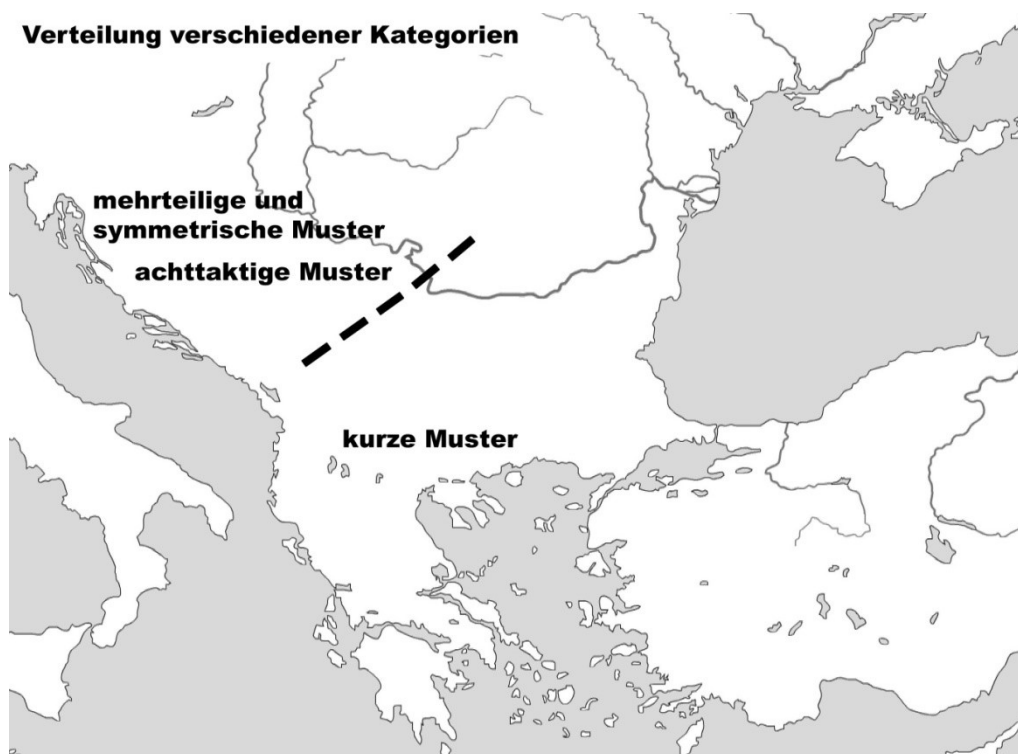 Verteilung verschiedener Kategorien
mehrteilige und
symmetrische Muster
achttaktige Muster
kurze Muster